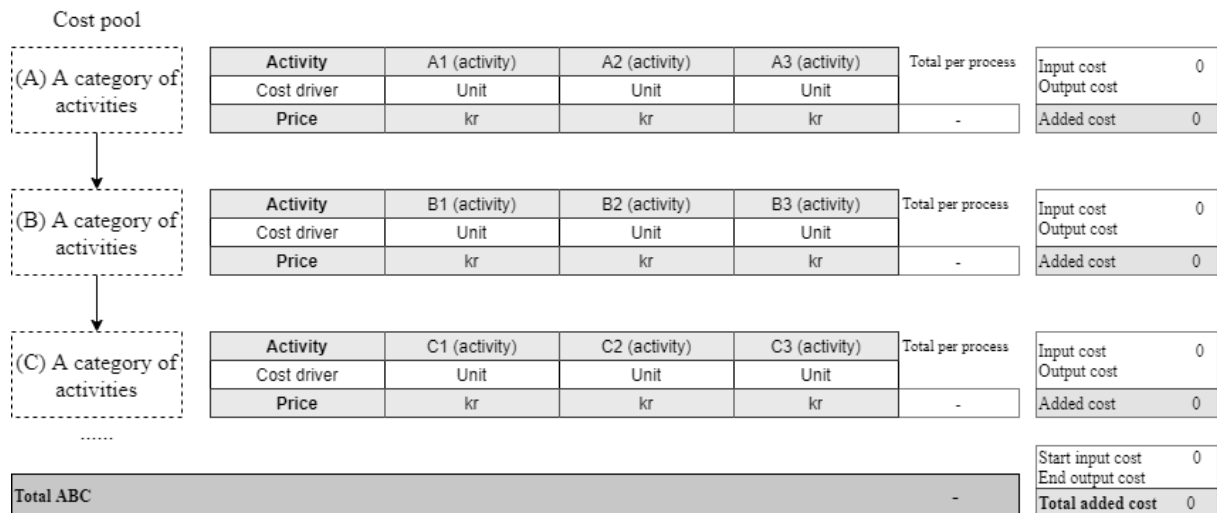 Cost pool
(A) A category of
activities
Activity A1 (activity) A2 (activity) A3 (activity) Total per process
Cost driver Unit Unit Unit
Price kr kr kr -
Input cost 0
Output cost
Added cost 0
(B) A category of
activities
Activity B1 (activity) B2 (activity) B3 (activity) Total per process
Cost driver Unit Unit Unit
Price kr kr kr -
Input cost 0
Output cost
Added cost 0
(C) A category of
activities
Activity C1 (activity) C2 (activity) C3 (activity) Total per process
Cost driver Unit Unit Unit
Price kr kr kr -
Input cost 0
Output cost
Added cost 0
......
Total ABC -
Start input cost 0
End output cost
Total added cost 0